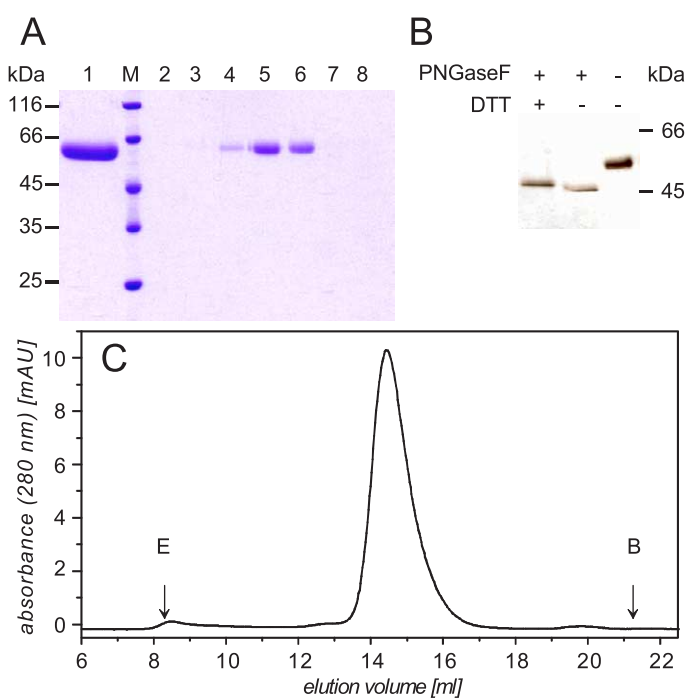 A
kDa 1 M 2 3 4 5 6 7 8
116
66
45
35
25
B
PNGaseF + + - kDa
DTT + - -
66
45
C
absorbance (280 nm) [mAU]
10
8
6
4
2
0
E
B
6 8 10 12 14 16 18 20 22
elution volume [ml]